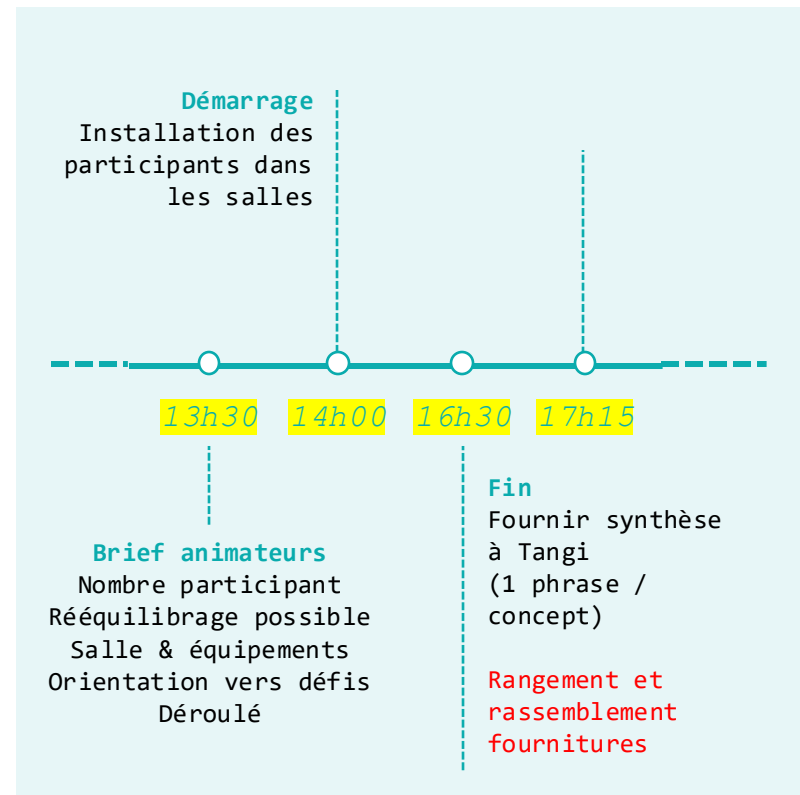 Démarrage
Installation des
participants dans
les salles
13h30
14h00
16h30
17h15
Brief animateurs
Nombre participant
Rééquilibrage possible
Salle & équipements
Orientation vers défis
Déroulé
Fin
Fournir synthèse
à Tangi
(1 phrase /
concept)
Rangement et
rassemblement
fournitures